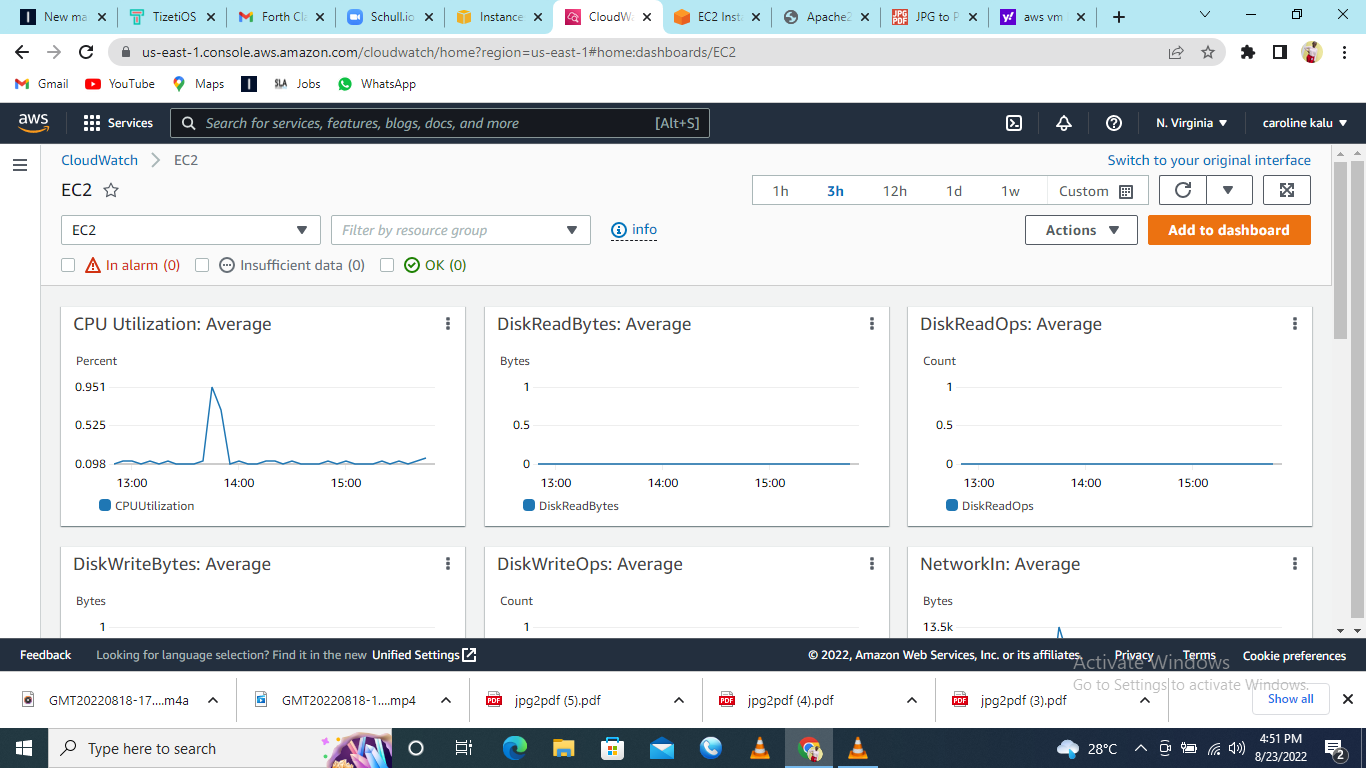 New ma
TizetiOS
Forth Cl
Schull.io
Instance
CloudWa
EC2 Inst
Apache2
JPG to P
aws vm
us-east-1.console.aws.amazon.com/cloudwatch/home?region=us-east-1#home:dashboards/EC2
Gmail
YouTube
Maps
SLA Jobs
WhatsApp
aws
Services
Search for services, features, blogs, docs, and more [Alt+S]
N. Virginia
caroline kalu
CloudWatch EC2
Switch to your original interface
EC2
1h 3h 12h 1d 1w Custom
EC2
Filter by resource group
info
Actions
Add to dashboard
In alarm (0)
Insufficient data (0)
OK (0)
CPU Utilization: Average
Percent
0.951
0.525
0.098
13:00 14:00 15:00
CPUUtilization
DiskReadBytes: Average
Bytes
1
0.5
0
13:00 14:00 15:00
DiskReadBytes
DiskReadOps: Average
Count
1
0.5
0
13:00 14:00 15:00
DiskReadOps
DiskWriteBytes: Average
Bytes
1
DiskWriteOps: Average
Count
1
NetworkIn: Average
Bytes
13.5k
Feedback
Looking for language selection? Find it in the new Unified Settings
© 2022, Amazon Web Services, Inc. or its affiliates.
Privacy
Terms
Cookie preferences
Activate Windows
Go to Settings to activate Windows.
GMT20220818-17....m4a
GMT20220818-1....mp4
jpg2pdf (5).pdf
jpg2pdf (4).pdf
jpg2pdf (3).pdf
Show all
Type here to search
28°C
4:51 PM
8/23/2022
2